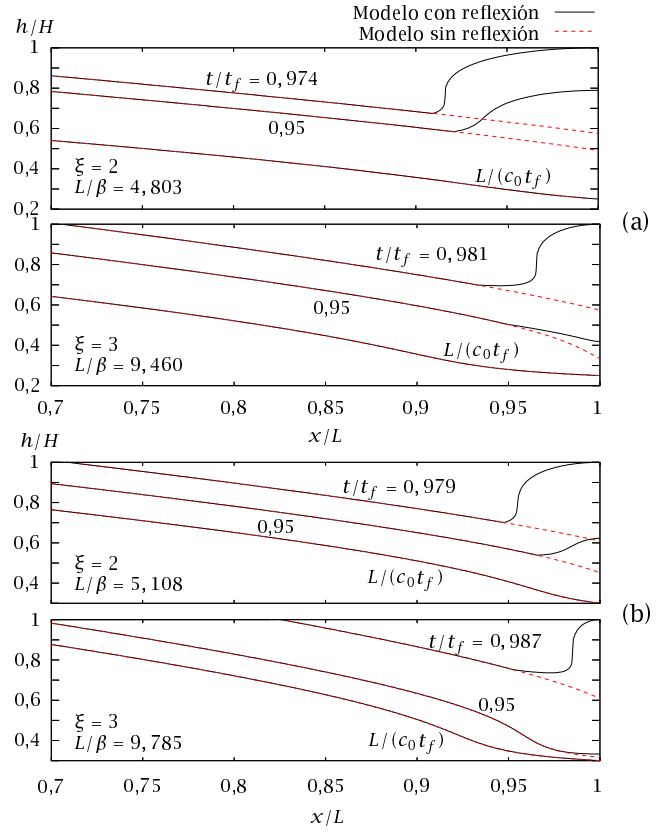 Modelo con reflexión
Modelo sin reflexión
h/H
1
0,8
0,6
0,4
0,2
t/t_f = 0,974
0,95
L/(c_0 t_f)
ξ = 2
L/β = 4,803
(a)
1
0,8
0,6
0,4
0,2
t/t_f = 0,981
0,95
L/(c_0 t_f)
ξ = 3
L/β = 9,460
0,7 0,75 0,8 0,85 0,9 0,95 1
x/L
h/H
1
0,8
0,6
0,4
t/t_f = 0,979
0,95
L/(c_0 t_f)
ξ = 2
L/β = 5,108
(b)
1
0,8
0,6
0,4
t/t_f = 0,987
0,95
L/(c_0 t_f)
ξ = 3
L/β = 9,785
0,7 0,75 0,8 0,85 0,9 0,95 1
x/L